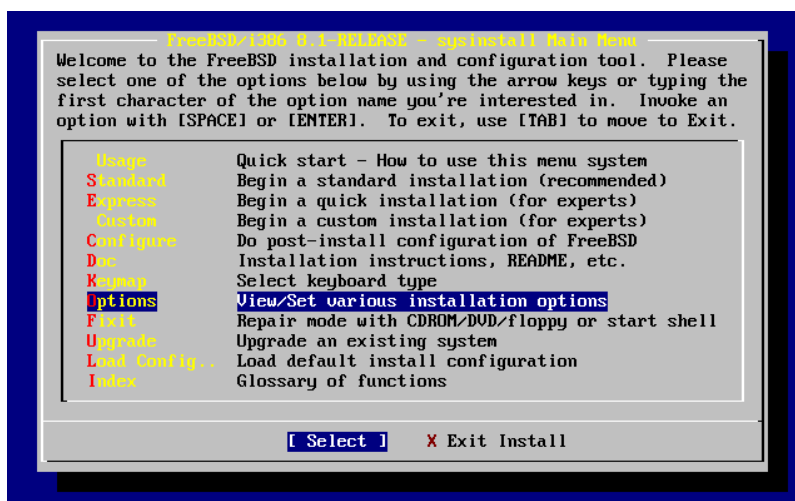 FreeBSD/i386 8.1-RELEASE - sysinstall Main Menu
Welcome to the FreeBSD installation and configuration tool. Please
select one of the options below by using the arrow keys or typing the
first character of the option name you're interested in. Invoke an
option with [SPACE] or [ENTER]. To exit, use [TAB] to move to Exit.
Usage Quick start - How to use this menu system
Standard Begin a standard installation (recommended)
Express Begin a quick installation (for experts)
Custom Begin a custom installation (for experts)
Configure Do post-install configuration of FreeBSD
Doc Installation instructions, README, etc.
Keymap Select keyboard type
Options View/Set various installation options
Fixit Repair mode with CDROM/DVD/floppy or start shell
Upgrade Upgrade an existing system
Load Config.. Load default install configuration
Index Glossary of functions
[ Select ] X Exit Install